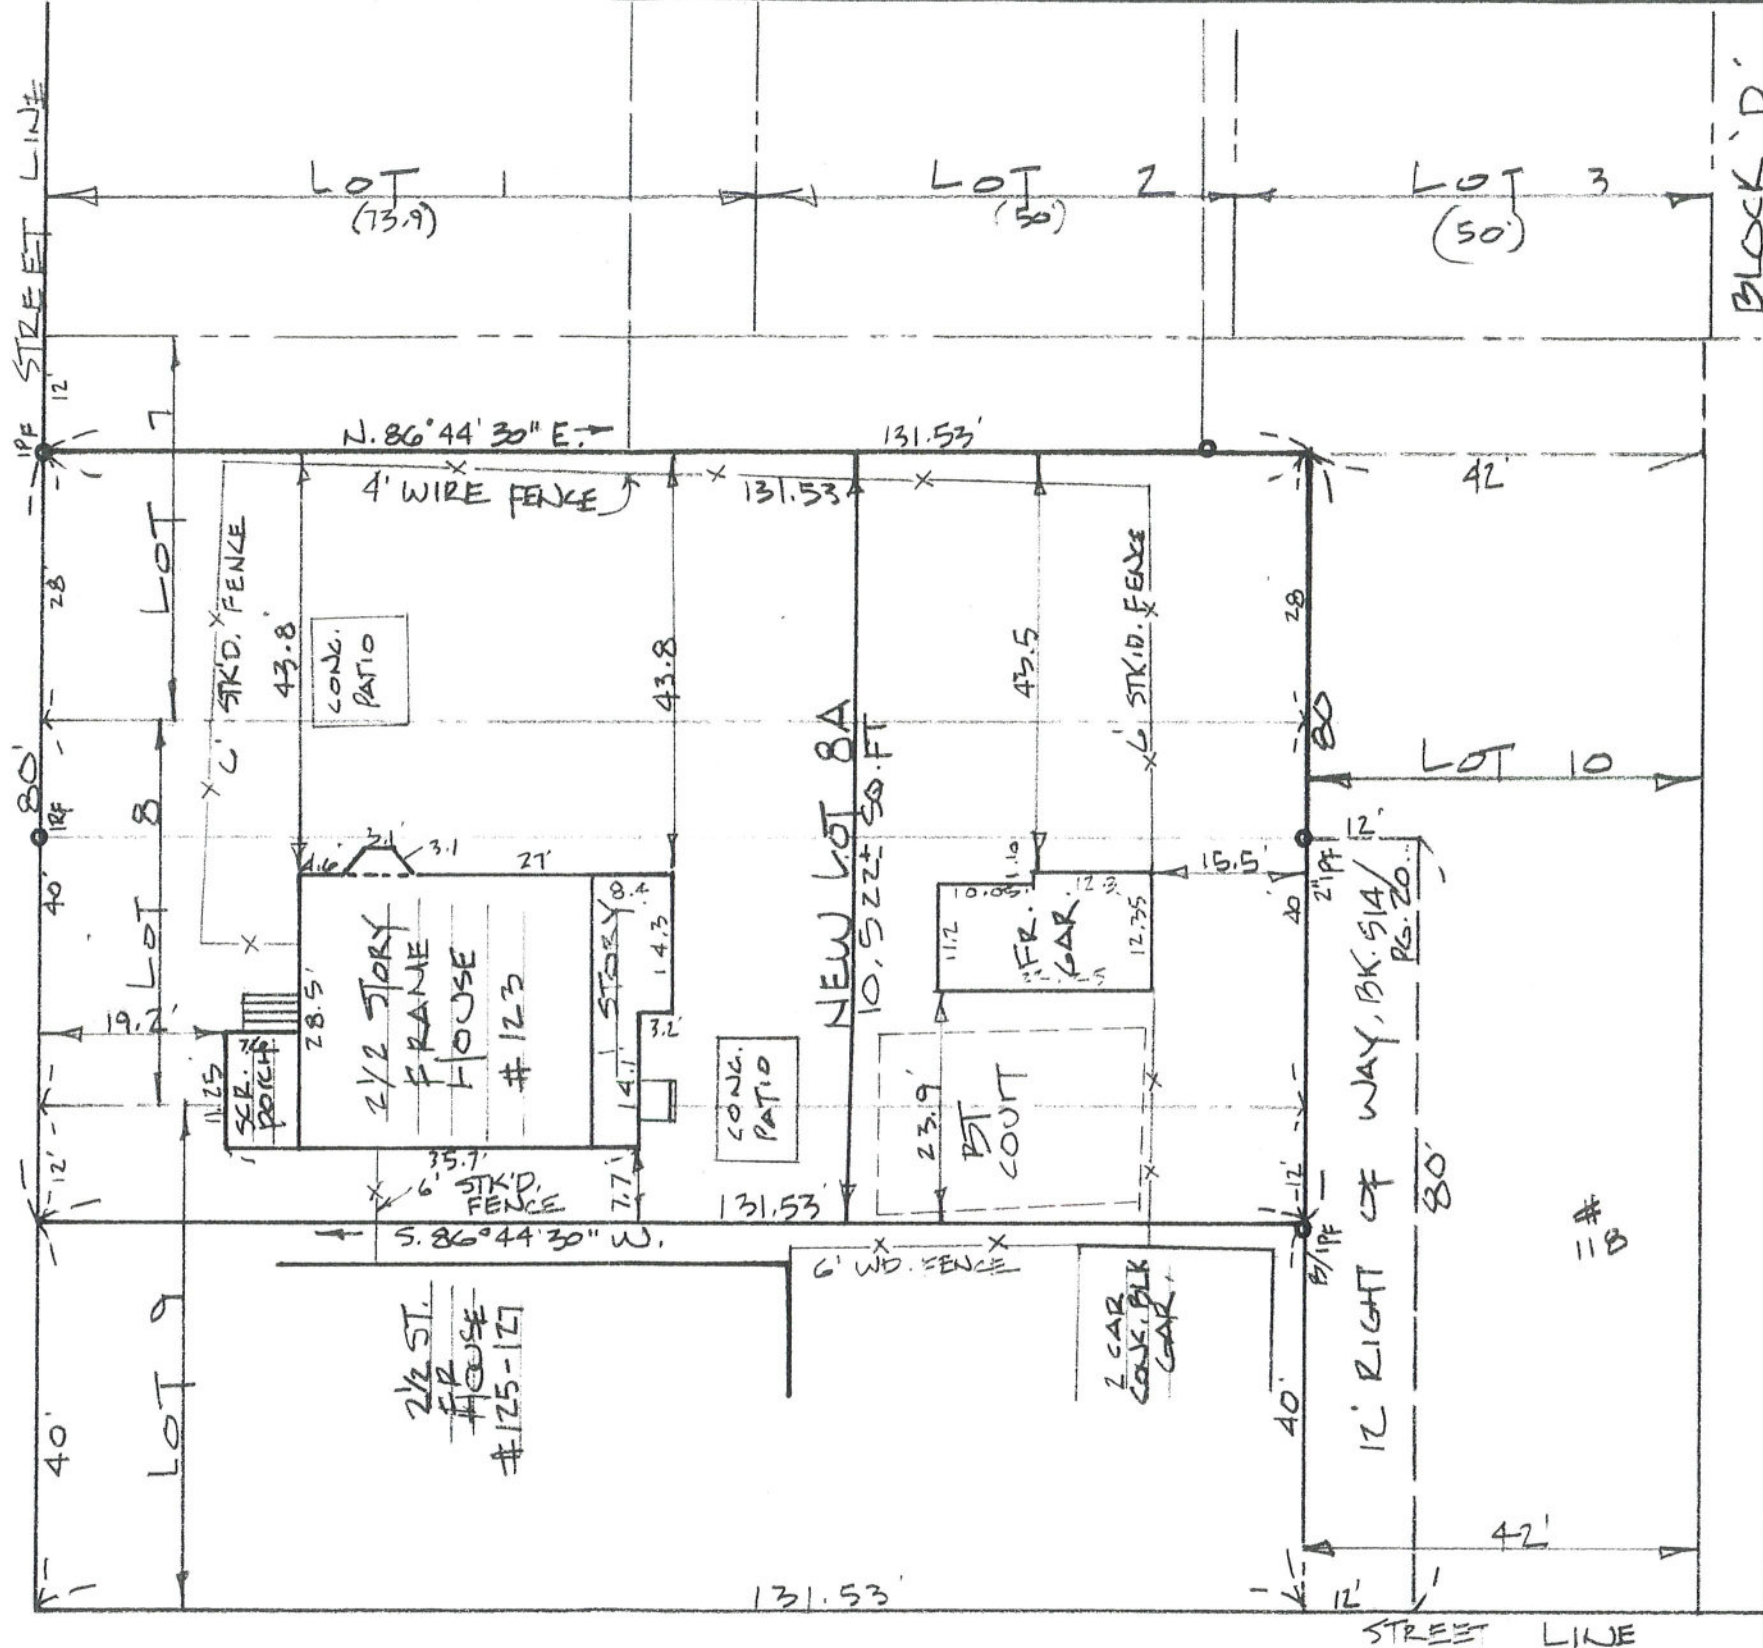 STREET LINE
LOT 1
(73.9)
LOT 2
(50')
LOT 3
(50')
BLOCK 'D'
12'
IPF
7
LOT
N. 86°44'30" E.
131.53'
42'
4' WIRE FENCE
131.53
28'
STK'D. FENCE
43.8'
CONC.
PATIO
43.8
43.5
6' STK'D. FENCE
28
80'
IRF
8
LOT
80
LOT 10
4.6'
3.1'
3.1
27'
8.4
14.3
3.2'
14.1
NEW LOT 8A
10,522± SQ. FT
1.10
10.05'
12.3
11.2
FR.
GAR.
12.35
15.5'
12'
2" IPF
40'
40'
19.2'
28.5'
2 1/2 STORY
FRAME
HOUSE
# 123
1 STORY
11.25
7.6
SCR.
PORCH
CONC.
PATIO
23.9'
BT
COURT
12' RIGHT OF WAY, BK. 514/
PG. 20...
80'
#
118
12'
35.7'
6' STK'D.
FENCE
7.7'
131.53'
12'
S. 86°44'30" W.
6' WD. FENCE
B/IPF
LOT 9
40'
2 1/2 ST.
FR
HOUSE
#125-127
2 CAR
CONC. BLK
GAR.
40'
42'
131.53'
12'
STREET LINE